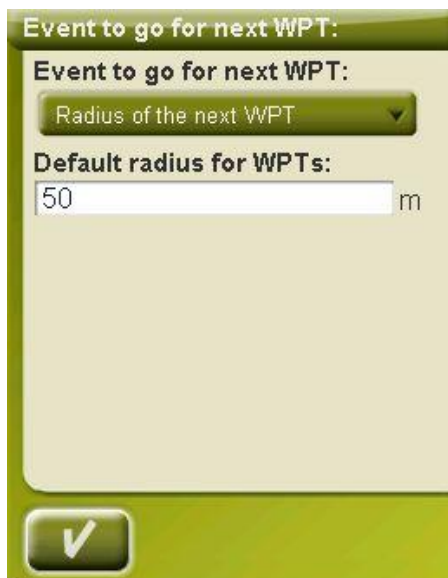 Event to go for next WPT:
Event to go for next WPT:
Radius of the next WPT
Default radius for WPTs:
50 m